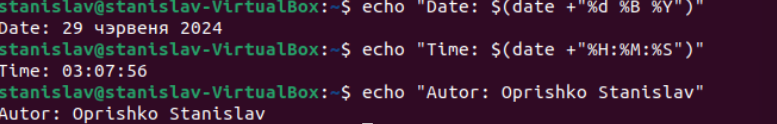 stanislav@stanislav-VirtualBox:~$ echo "Date: $(date +"%d %B %Y")"
Date: 29 чэрвеня 2024
stanislav@stanislav-VirtualBox:~$ echo "Time: $(date +"%H:%M:%S")"
Time: 03:07:56
stanislav@stanislav-VirtualBox:~$ echo "Autor: Oprishko Stanislav"
Autor: Oprishko Stanislav